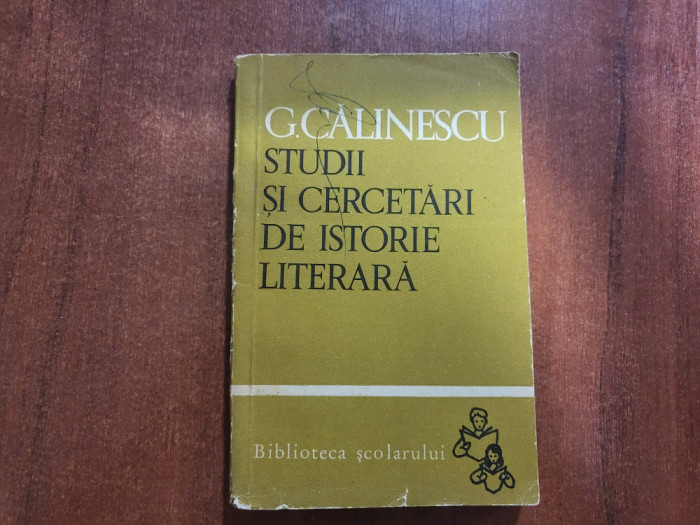 G.CĂLINESCU
STUDII
ȘI CERCETĂRI
DE ISTORIE
LITERARĂ
Biblioteca școlarului